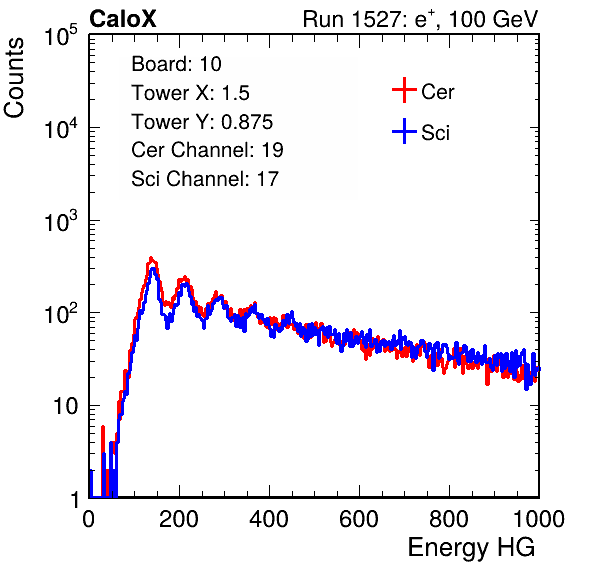 CaloX Run 1527: e⁺, 100 GeV
Counts
Board: 10
Tower X: 1.5
Tower Y: 0.875
Cer Channel: 19
Sci Channel: 17
Cer
Sci
10⁵
10⁴
10³
10²
10
1
0 200 400 600 800 1000
Energy HG